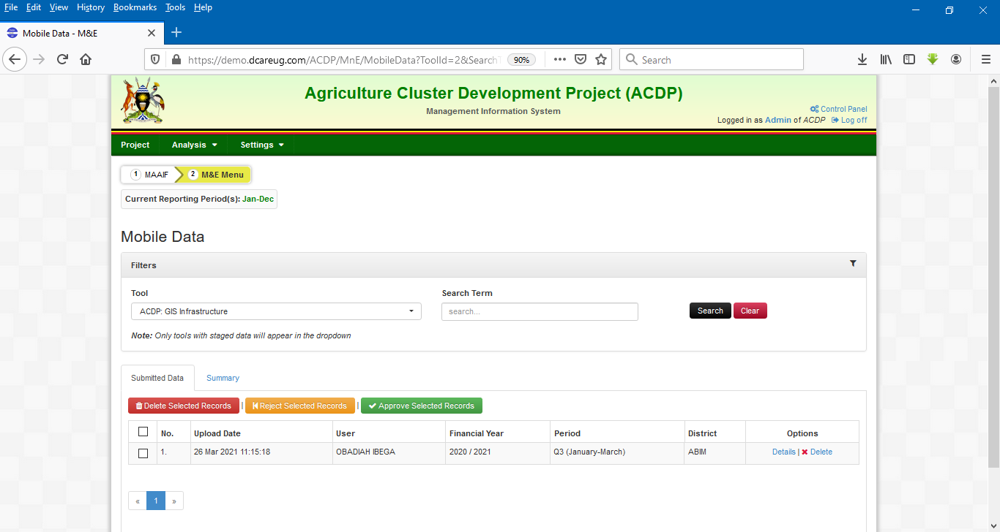 File Edit View History Bookmarks Tools Help
Mobile Data - M&E
https://demo.dcareug.com/ACDP/MnE/MobileData?ToolId=2&Search 90% Search
Agriculture Cluster Development Project (ACDP)
Management Information System
Control Panel
Logged in as Admin of ACDP Log off
Project Analysis Settings
1 MAAIF 2 M&E Menu
Current Reporting Period(s): Jan-Dec
Mobile Data
Filters
Tool Search Term
ACDP: GIS Infrastructure search... Search Clear
Note: Only tools with staged data will appear in the dropdown
Submitted Data Summary
Delete Selected Records | Reject Selected Records | Approve Selected Records
No. Upload Date User Financial Year Period District Options
1. 26 Mar 2021 11:15:18 OBADIAH IBEGA 2020 / 2021 Q3 (January-March) ABIM Details | Delete
« 1 »